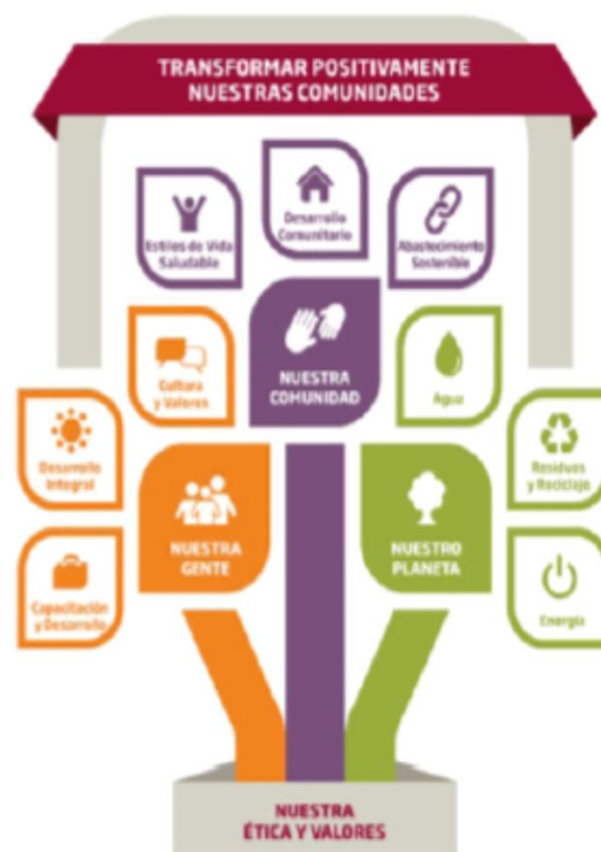 TRANSFORMAR POSITIVAMENTE
NUESTRAS COMUNIDADES
Estilos de Vida
Saludable
Desarrollo
Comunitario
Abastecimiento
Sostenible
Cultura
y Valores
NUESTRA
COMUNIDAD
Agua
Desarrollo
Integral
NUESTRA
GENTE
NUESTRO
PLANETA
Residuos
y Reciclaje
Capacitación
y Desarrollo
Energía
NUESTRA
ÉTICA Y VALORES